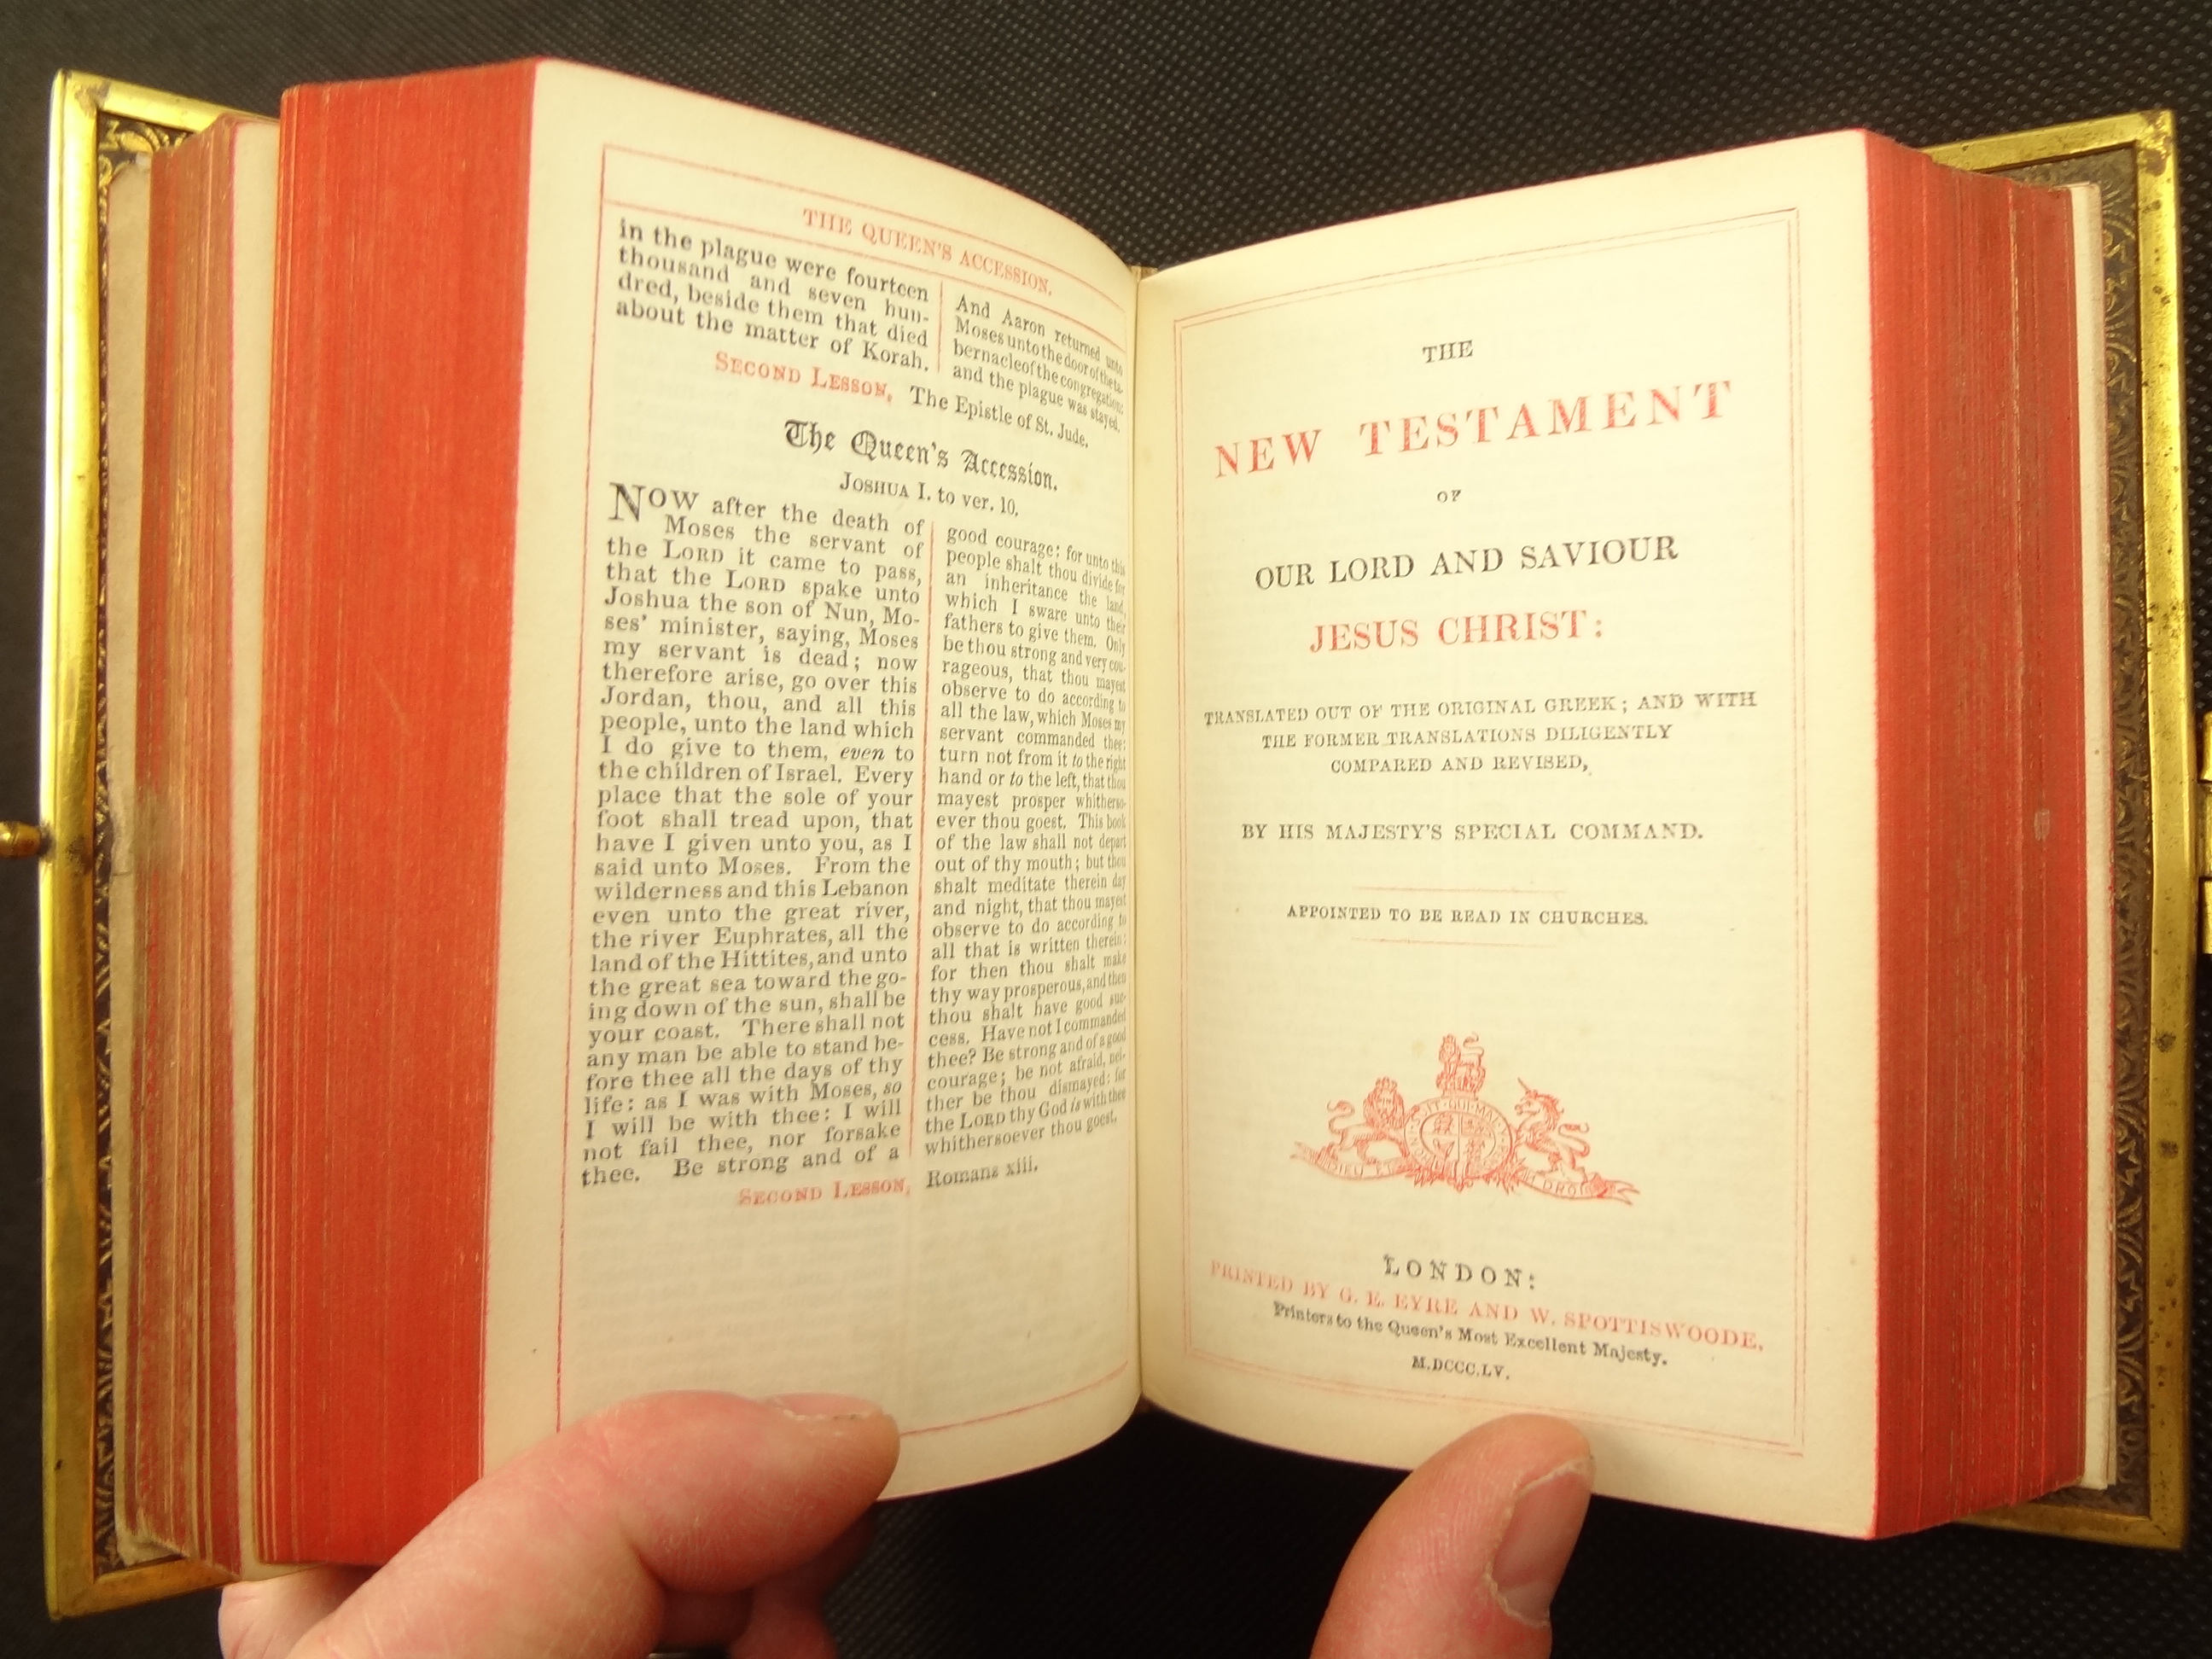 THE QUEEN'S ACCESSION.
in the plague were fourteen
thousand and seven hun-
dred, beside them that died
about the matter of Korah.
And Aaron returned unto
Moses unto the door of the ta-
bernacle of the congregation:
and the plague was stayed.
SECOND LESSON, The Epistle of St. Jude.
The Queen's Accession.
JOSHUA I. to ver. 10.
NOW after the death of
Moses the servant of
the LORD it came to pass,
that the LORD spake unto
Joshua the son of Nun, Mo-
ses' minister, saying, Moses
my servant is dead; now
therefore arise, go over this
Jordan, thou, and all this
people, unto the land which
I do give to them, even to
the children of Israel. Every
place that the sole of your
foot shall tread upon, that
have I given unto you, as I
said unto Moses. From the
wilderness and this Lebanon
even unto the great river,
the river Euphrates, all the
land of the Hittites, and unto
the great sea toward the go-
ing down of the sun, shall be
your coast. There shall not
any man be able to stand be-
fore thee all the days of thy
life: as I was with Moses, so
I will be with thee: I will
not fail thee, nor forsake
thee. Be strong and of a
good courage: for unto this
people shalt thou divide for
an inheritance the land,
which I sware unto their
fathers to give them. Only
be thou strong and very cou-
rageous, that thou mayest
observe to do according to
all the law, which Moses my
servant commanded thee:
turn not from it to the right
hand or to the left, that thou
mayest prosper whitherso-
ever thou goest. This book
of the law shall not depart
out of thy mouth; but thou
shalt meditate therein day
and night, that thou mayest
observe to do according to
all that is written therein:
for then thou shalt make
thy way prosperous, and then
thou shalt have good suc-
cess. Have not I commanded
thee? Be strong and of a good
courage; be not afraid, nei-
ther be thou dismayed: for
the LORD thy God is with thee
whithersoever thou goest.
SECOND LESSON, Romans xiii.
THE
NEW TESTAMENT
OF
OUR LORD AND SAVIOUR
JESUS CHRIST:
TRANSLATED OUT OF THE ORIGINAL GREEK; AND WITH
THE FORMER TRANSLATIONS DILIGENTLY
COMPARED AND REVISED,
BY HIS MAJESTY'S SPECIAL COMMAND.
APPOINTED TO BE READ IN CHURCHES.
QUI MAL
DIEU ET
DROIT
LONDON:
PRINTED BY G. E. EYRE AND W. SPOTTISWOODE,
Printers to the Queen's Most Excellent Majesty.
M.DCCC.LV.